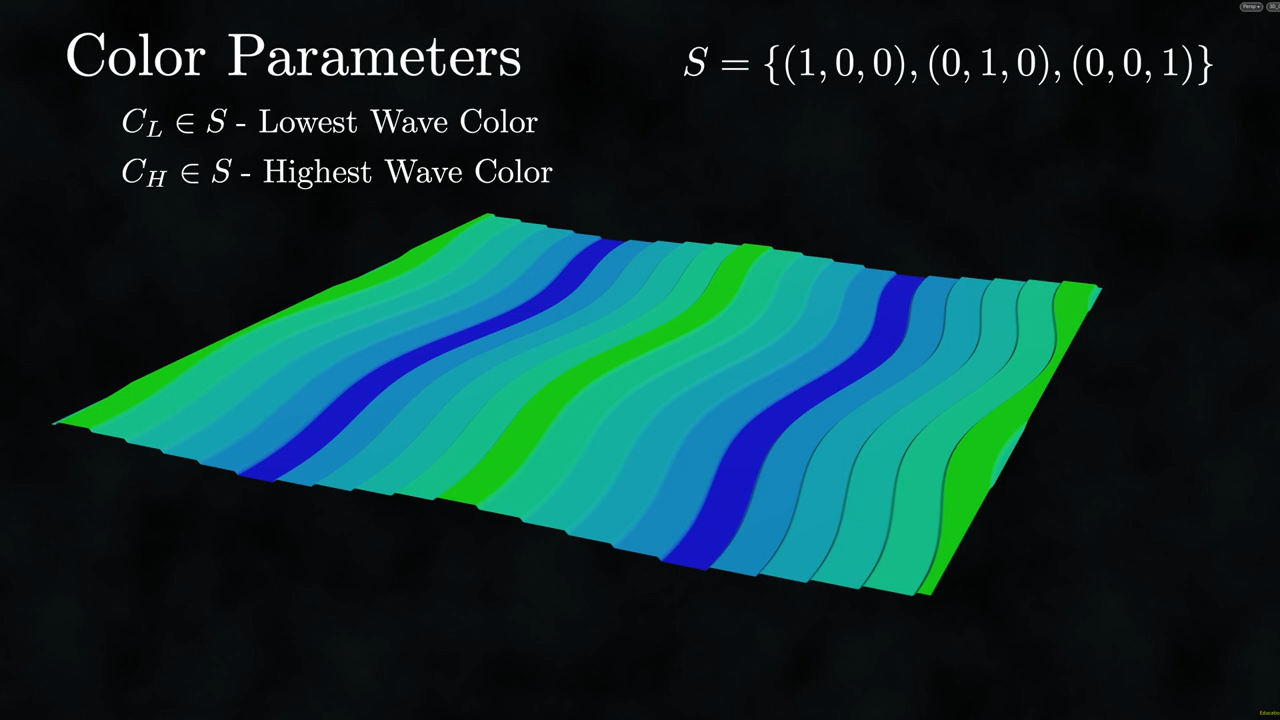 Color Parameters
S = {(1, 0, 0), (0, 1, 0), (0, 0, 1)}
C_L ∈ S - Lowest Wave Color
C_H ∈ S - Highest Wave Color
Persp